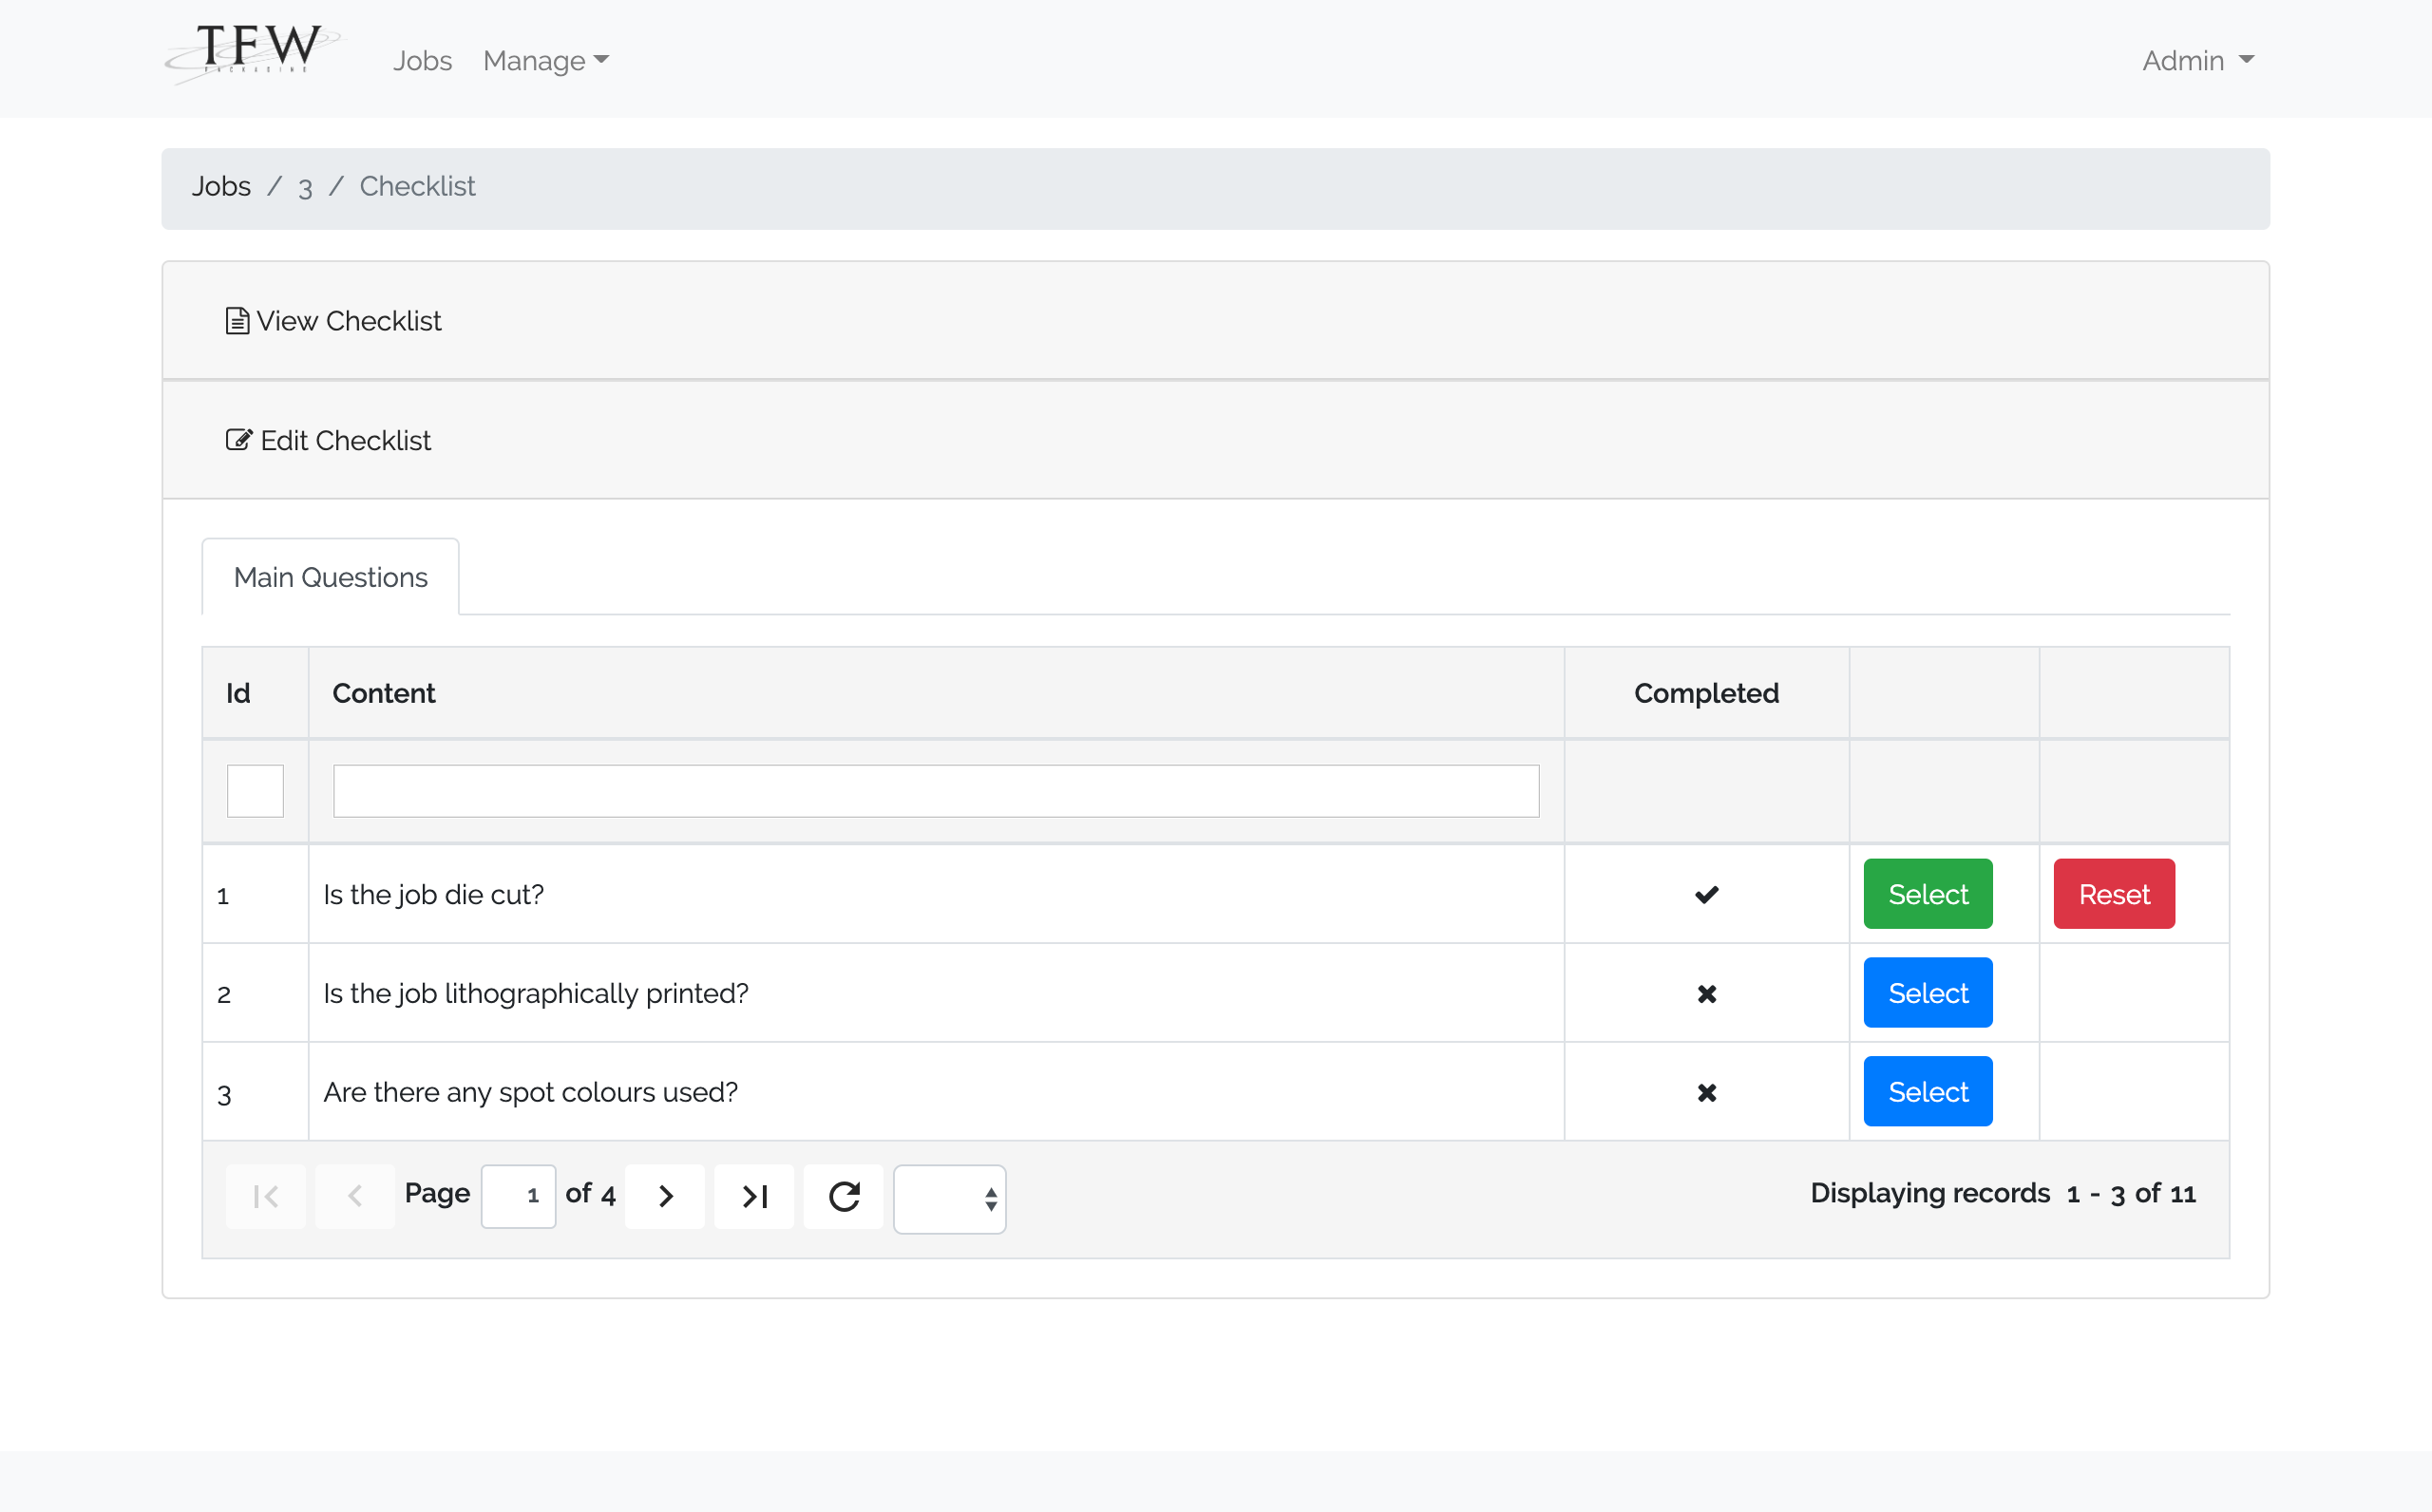 TFW
PACKAGING
Jobs Manage
Admin
Jobs / 3 / Checklist
View Checklist
Edit Checklist
Main Questions
Id Content Completed
1 Is the job die cut? Select Reset
2 Is the job lithographically printed? Select
3 Are there any spot colours used? Select
Page 1 of 4
Displaying records 1 - 3 of 11